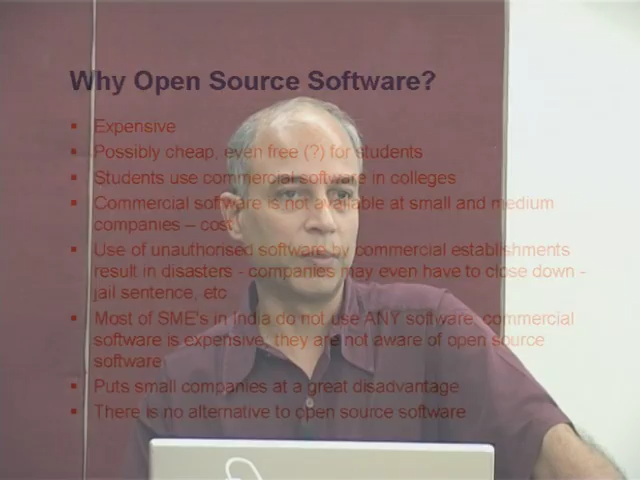 Why Open Source Software?
Expensive
Possibly cheap, even free (?) for students
Students use commercial software in colleges
Commercial software is not available at small and medium
companies – cost
Use of unauthorised software by commercial establishments
result in disasters - companies may even have to close down -
jail sentence, etc
Most of SME's in India do not use ANY software, commercial
software is expensive, they are not aware of open source
software
Puts small companies at a great disadvantage
There is no alternative to open source software